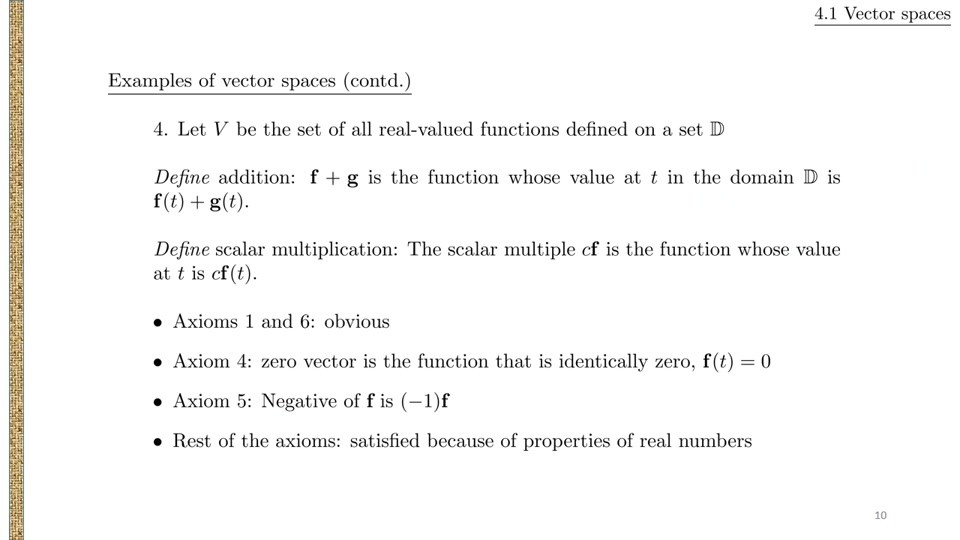 4.1 Vector spaces
Examples of vector spaces (contd.)
4. Let V be the set of all real-valued functions defined on a set 𝔻
Define addition: f + g is the function whose value at t in the domain 𝔻 is
f(t) + g(t).
Define scalar multiplication: The scalar multiple cf is the function whose value
at t is cf(t).
• Axioms 1 and 6: obvious
• Axiom 4: zero vector is the function that is identically zero, f(t) = 0
• Axiom 5: Negative of f is (−1)f
• Rest of the axioms: satisfied because of properties of real numbers
10